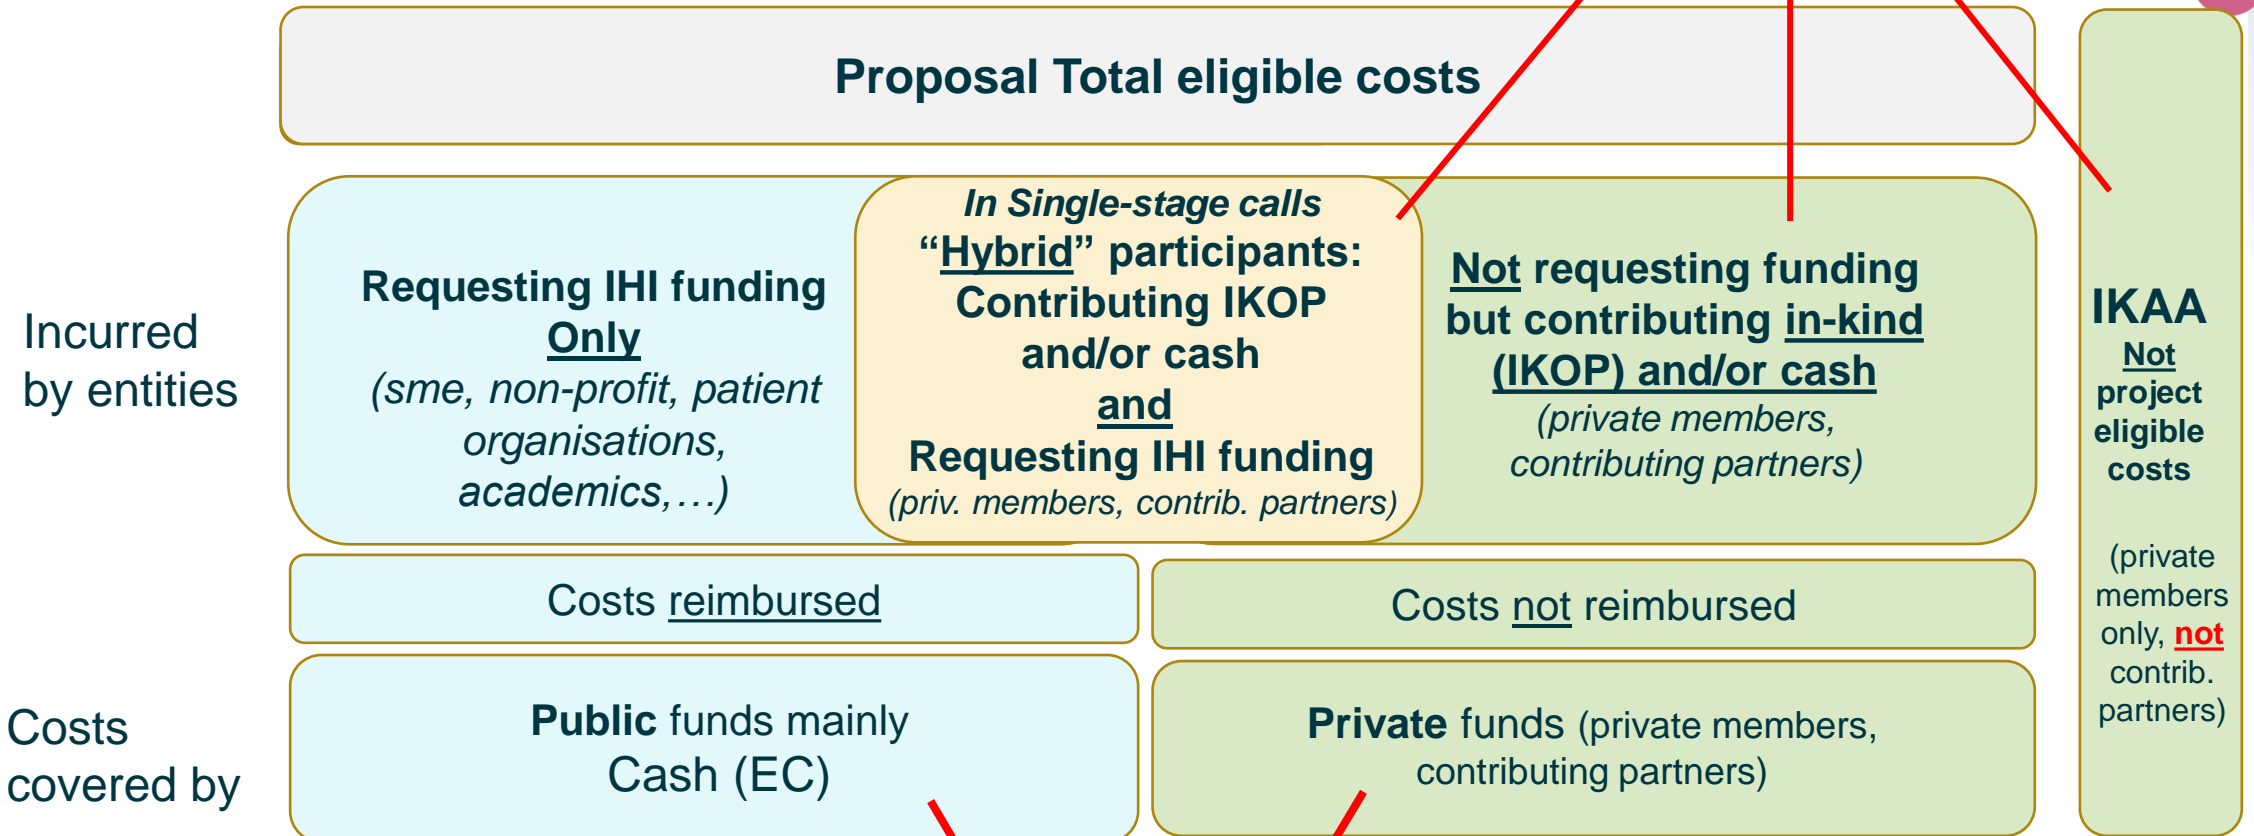 Proposal Total eligible costs
Incurred
by entities
Requesting IHI funding
Only
(sme, non-profit, patient
organisations,
academics,…)
In Single-stage calls
“Hybrid” participants:
Contributing IKOP
and/or cash
and
Requesting IHI funding
(priv. members, contrib. partners)
Not requesting funding
but contributing in-kind
(IKOP) and/or cash
(private members,
contributing partners)
IKAA
Not
project
eligible
costs
(private
members
only, not
contrib.
partners)
Costs reimbursed
Costs not reimbursed
Costs
covered by
Public funds mainly
Cash (EC)
Private funds (private members,
contributing partners)